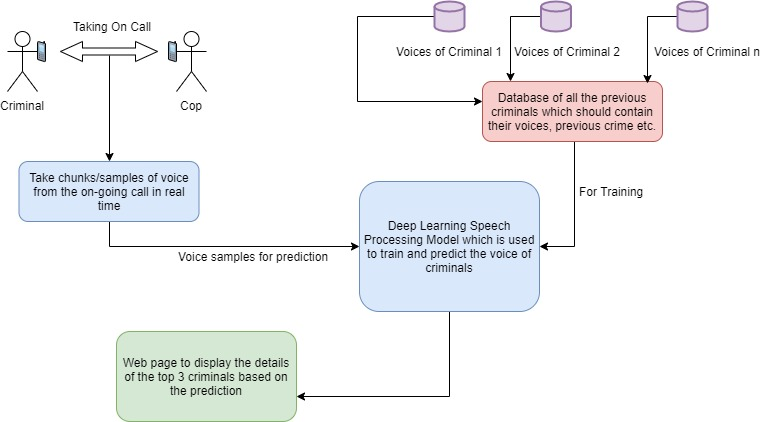 Taking On Call
Criminal
Cop
Voices of Criminal 1
Voices of Criminal 2
Voices of Criminal n
Database of all the previous
criminals which should contain
their voices, previous crime etc.
For Training
Take chunks/samples of voice
from the on-going call in real
time
Voice samples for prediction
Deep Learning Speech
Processing Model which is used
to train and predict the voice of
criminals
Web page to display the details
of the top 3 criminals based on
the prediction